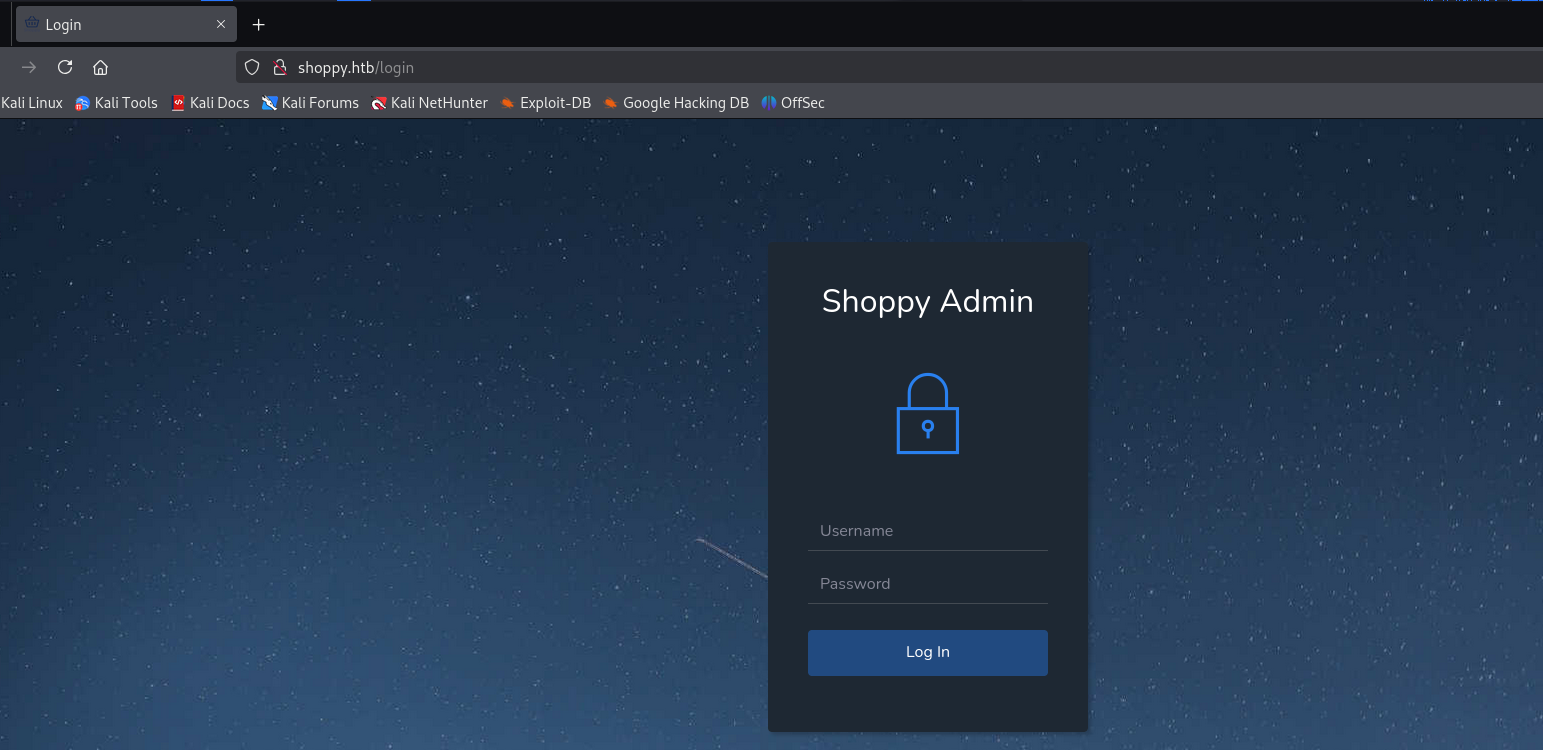 Login
shoppy.htb/login
Kali Linux Kali Tools Kali Docs Kali Forums Kali NetHunter Exploit-DB Google Hacking DB OffSec
Shoppy Admin
Username
Password
Log In